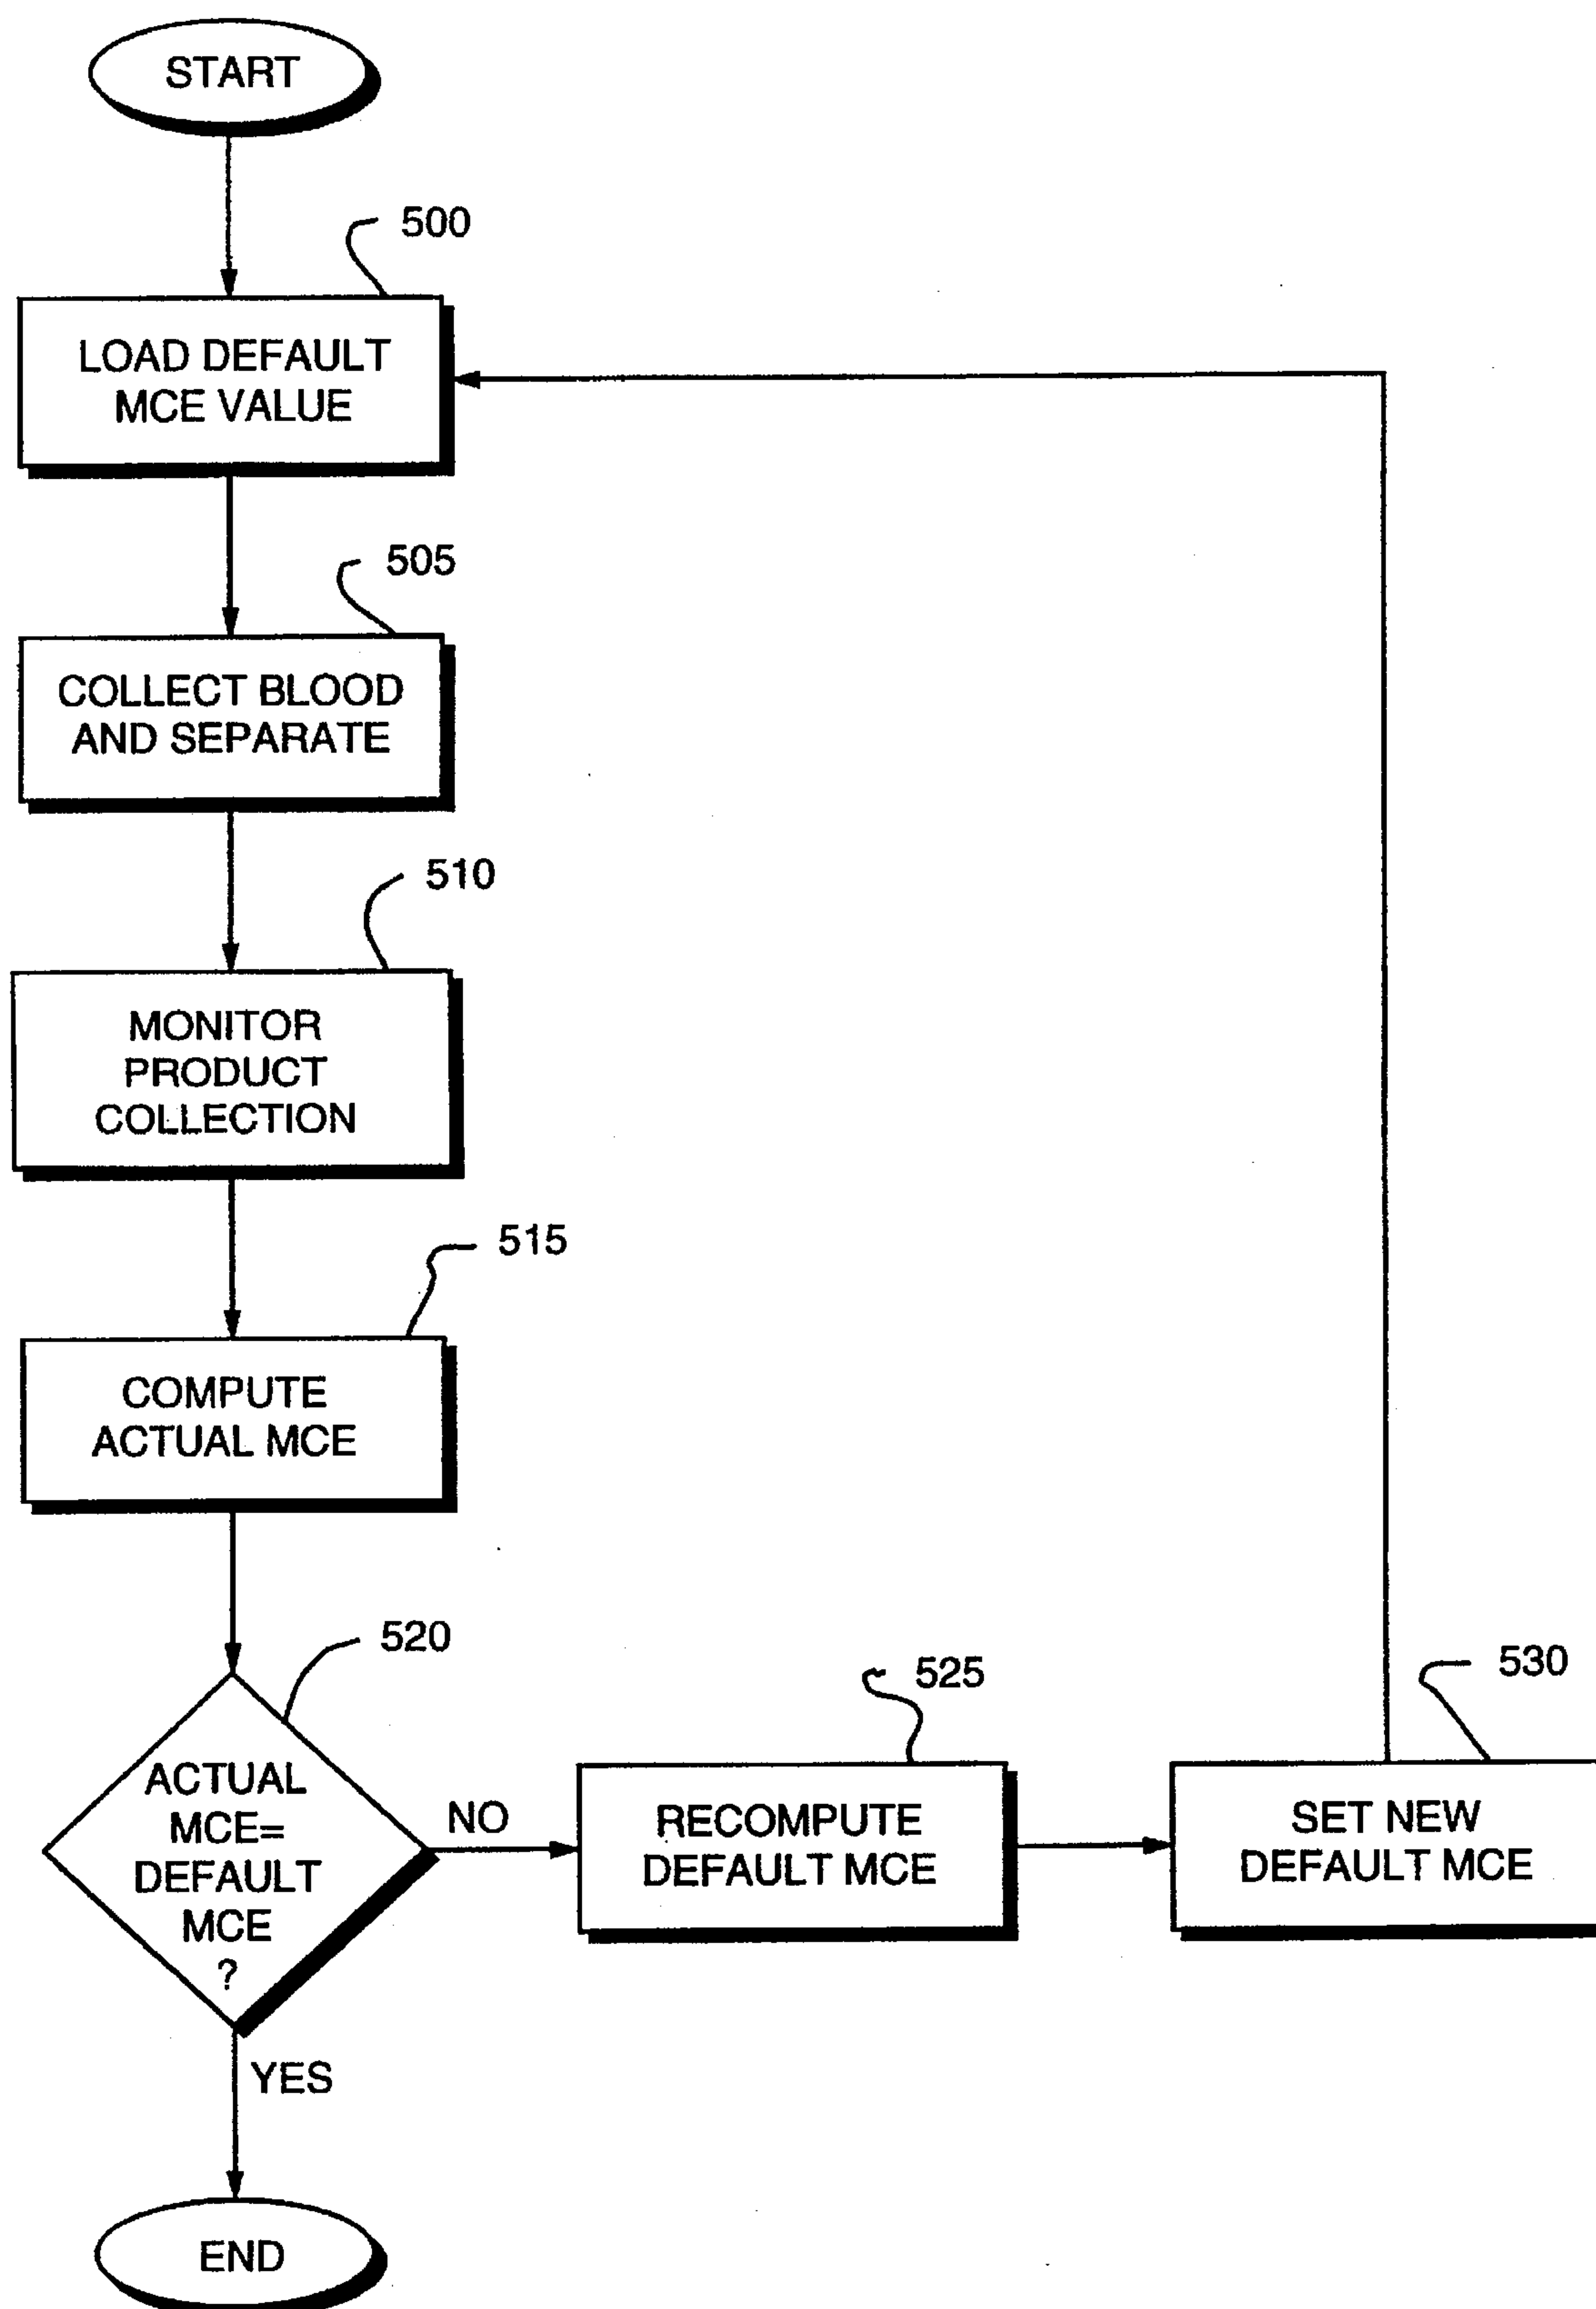 START
500
LOAD DEFAULT
MCE VALUE
505
COLLECT BLOOD
AND SEPARATE
510
MONITOR
PRODUCT
COLLECTION
515
COMPUTE
ACTUAL MCE
520
ACTUAL
MCE=
DEFAULT
MCE
?
NO
525
RECOMPUTE
DEFAULT MCE
530
SET NEW
DEFAULT MCE
YES
END